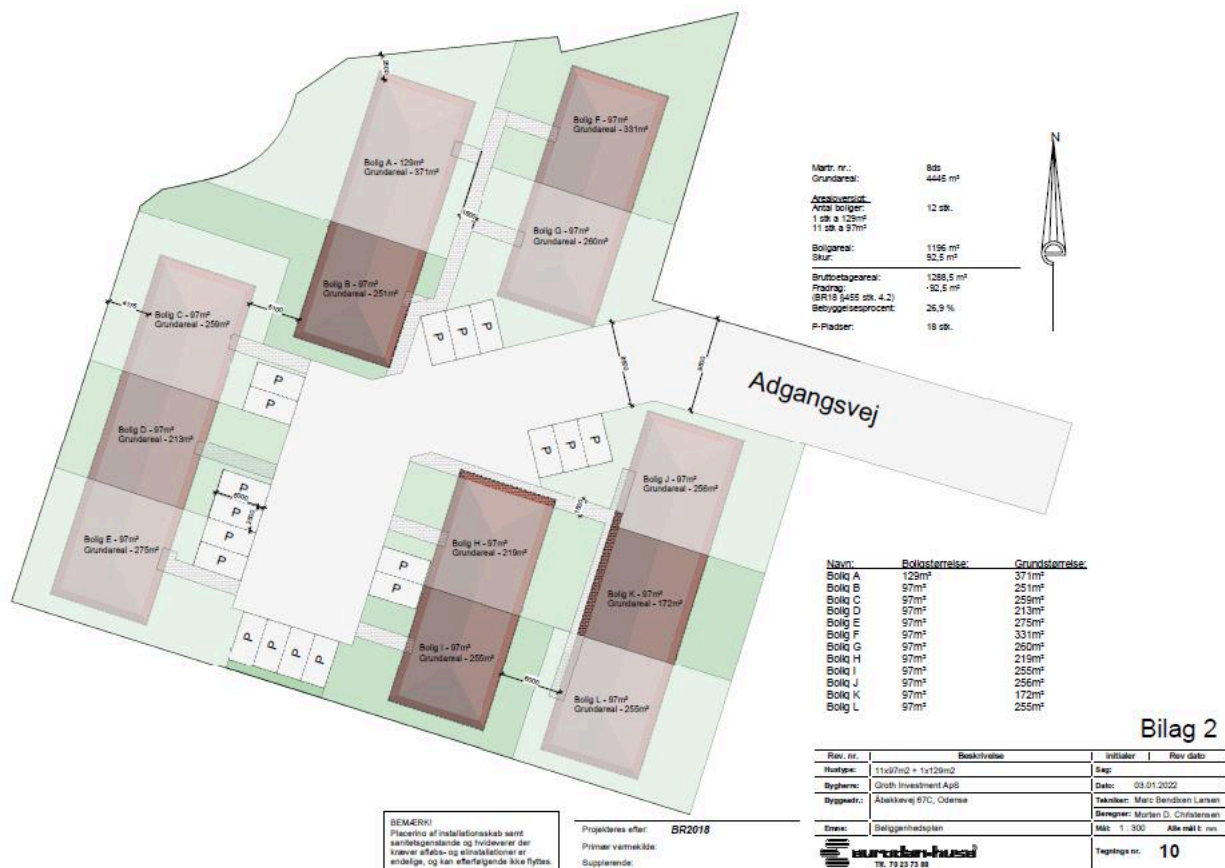 Bolig F - 97m²
Grundareal - 331m²
Bolig A - 129m²
Grundareal - 371m²
Bolig G - 97m²
Grundareal - 260m²
Bolig B - 97m²
Grundareal - 251m²
Bolig C - 97m²
Grundareal - 259m²
Bolig D - 97m²
Grundareal - 213m²
Bolig E - 97m²
Grundareal - 275m²
Bolig H - 97m²
Grundareal - 219m²
Bolig I - 97m²
Grundareal - 255m²
Bolig J - 97m²
Grundareal - 256m²
Bolig K - 97m²
Grundareal - 172m²
Bolig L - 97m²
Grundareal - 255m²
P P P
P
P
P
P
P
P
P P P
P
P
P P P P
Adgangsvej
N
Martr. nr.: 8ds
Grundareal: 4445 m²
Arealoversigt:
Antal boliger: 12 stk.
1 stk a 129m²
11 stk a 97m²
Boligareal: 1196 m²
Skur: 92,5 m²
Bruttoetageareal: 1288,5 m²
Fradrag: -92,5 m²
(BR18 §455 stk. 4.2)
Bebyggelsesprocent: 26,9 %
P-Pladser: 18 stk.
Navn: Boligstørrelse: Grundstørrelse:
Bolig A 129m² 371m²
Bolig B 97m² 251m²
Bolig C 97m² 259m²
Bolig D 97m² 213m²
Bolig E 97m² 275m²
Bolig F 97m² 331m²
Bolig G 97m² 260m²
Bolig H 97m² 219m²
Bolig I 97m² 255m²
Bolig J 97m² 256m²
Bolig K 97m² 172m²
Bolig L 97m² 255m²
Bilag 2
Rev. nr. Beskrivelse Initialer Rev dato
Hustype: 11x97m2 + 1x129m2 Sag:
Bygherre: Groth Investment ApS Dato: 03.01.2022
Byggeadr.: Åbakkevej 67C, Odense Tekniker: Marc Bendixen Larsen
Beregner: Morten D. Christensen
Emne: Beliggenhedsplan Mål: 1 : 300 Alle mål i: mm
eurodan-huse Tegnings nr. 10
Tlf. 70 23 73 88
BEMÆRK!
Placering af installationsskab samt
sanitetsgenstande og hvidevarer der
kræver afløbs- og elinstallationer er
endelige, og kan efterfølgende ikke flyttes.
Projekteres efter: BR2018
Primær varmekilde:
Supplerende: